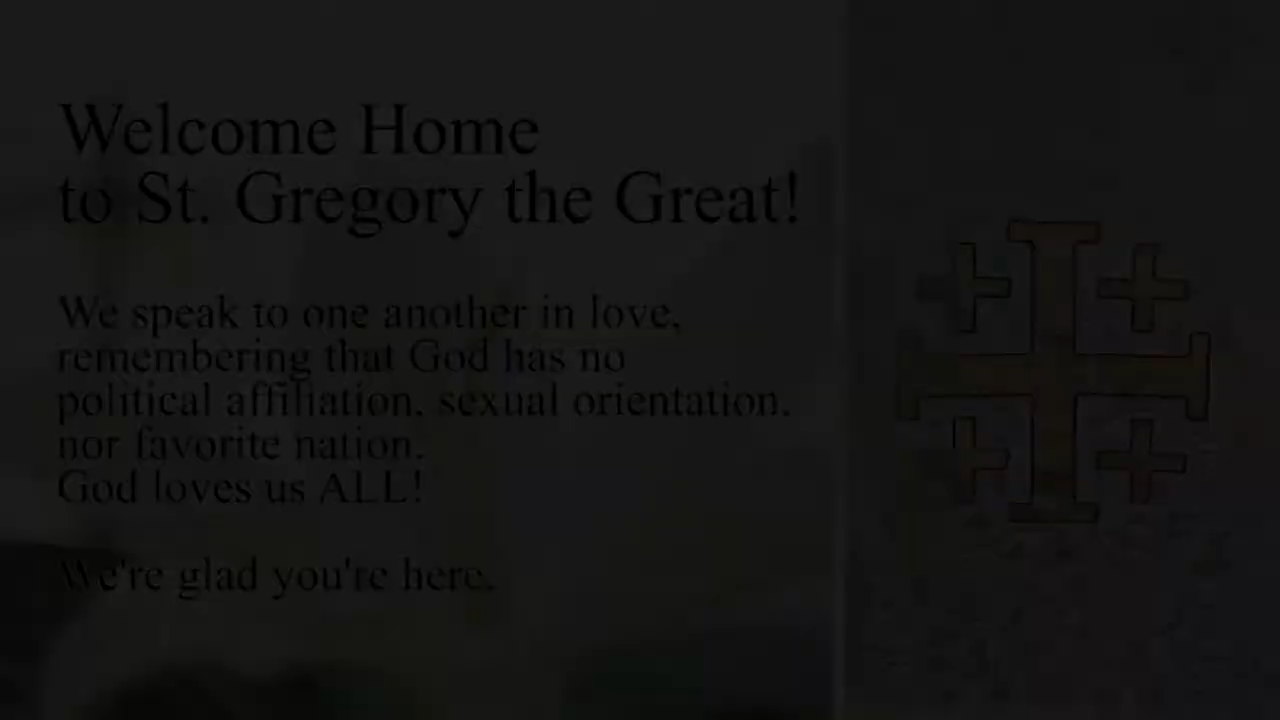 Welcome Home
to St. Gregory the Great!
We speak to one another in love,
remembering that God has no
political affiliation, sexual orientation,
nor favorite nation.
God loves us ALL!
We're glad you're here.